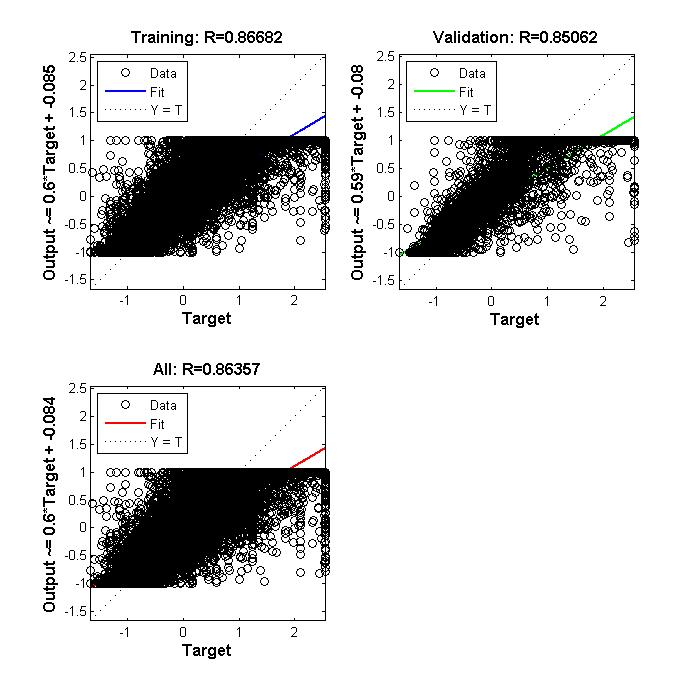 Training: R=0.86682
Output ~= 0.6*Target + -0.085
2.5
2
1.5
1
0.5
0
-0.5
-1
-1.5
Data
Fit
Y = T
-1
0
1
2
Target
Validation: R=0.85062
Output ~= 0.59*Target + -0.08
2.5
2
1.5
1
0.5
0
-0.5
-1
-1.5
Data
Fit
Y = T
-1
0
1
2
Target
All: R=0.86357
Output ~= 0.6*Target + -0.084
2.5
2
1.5
1
0.5
0
-0.5
-1
-1.5
Data
Fit
Y = T
-1
0
1
2
Target